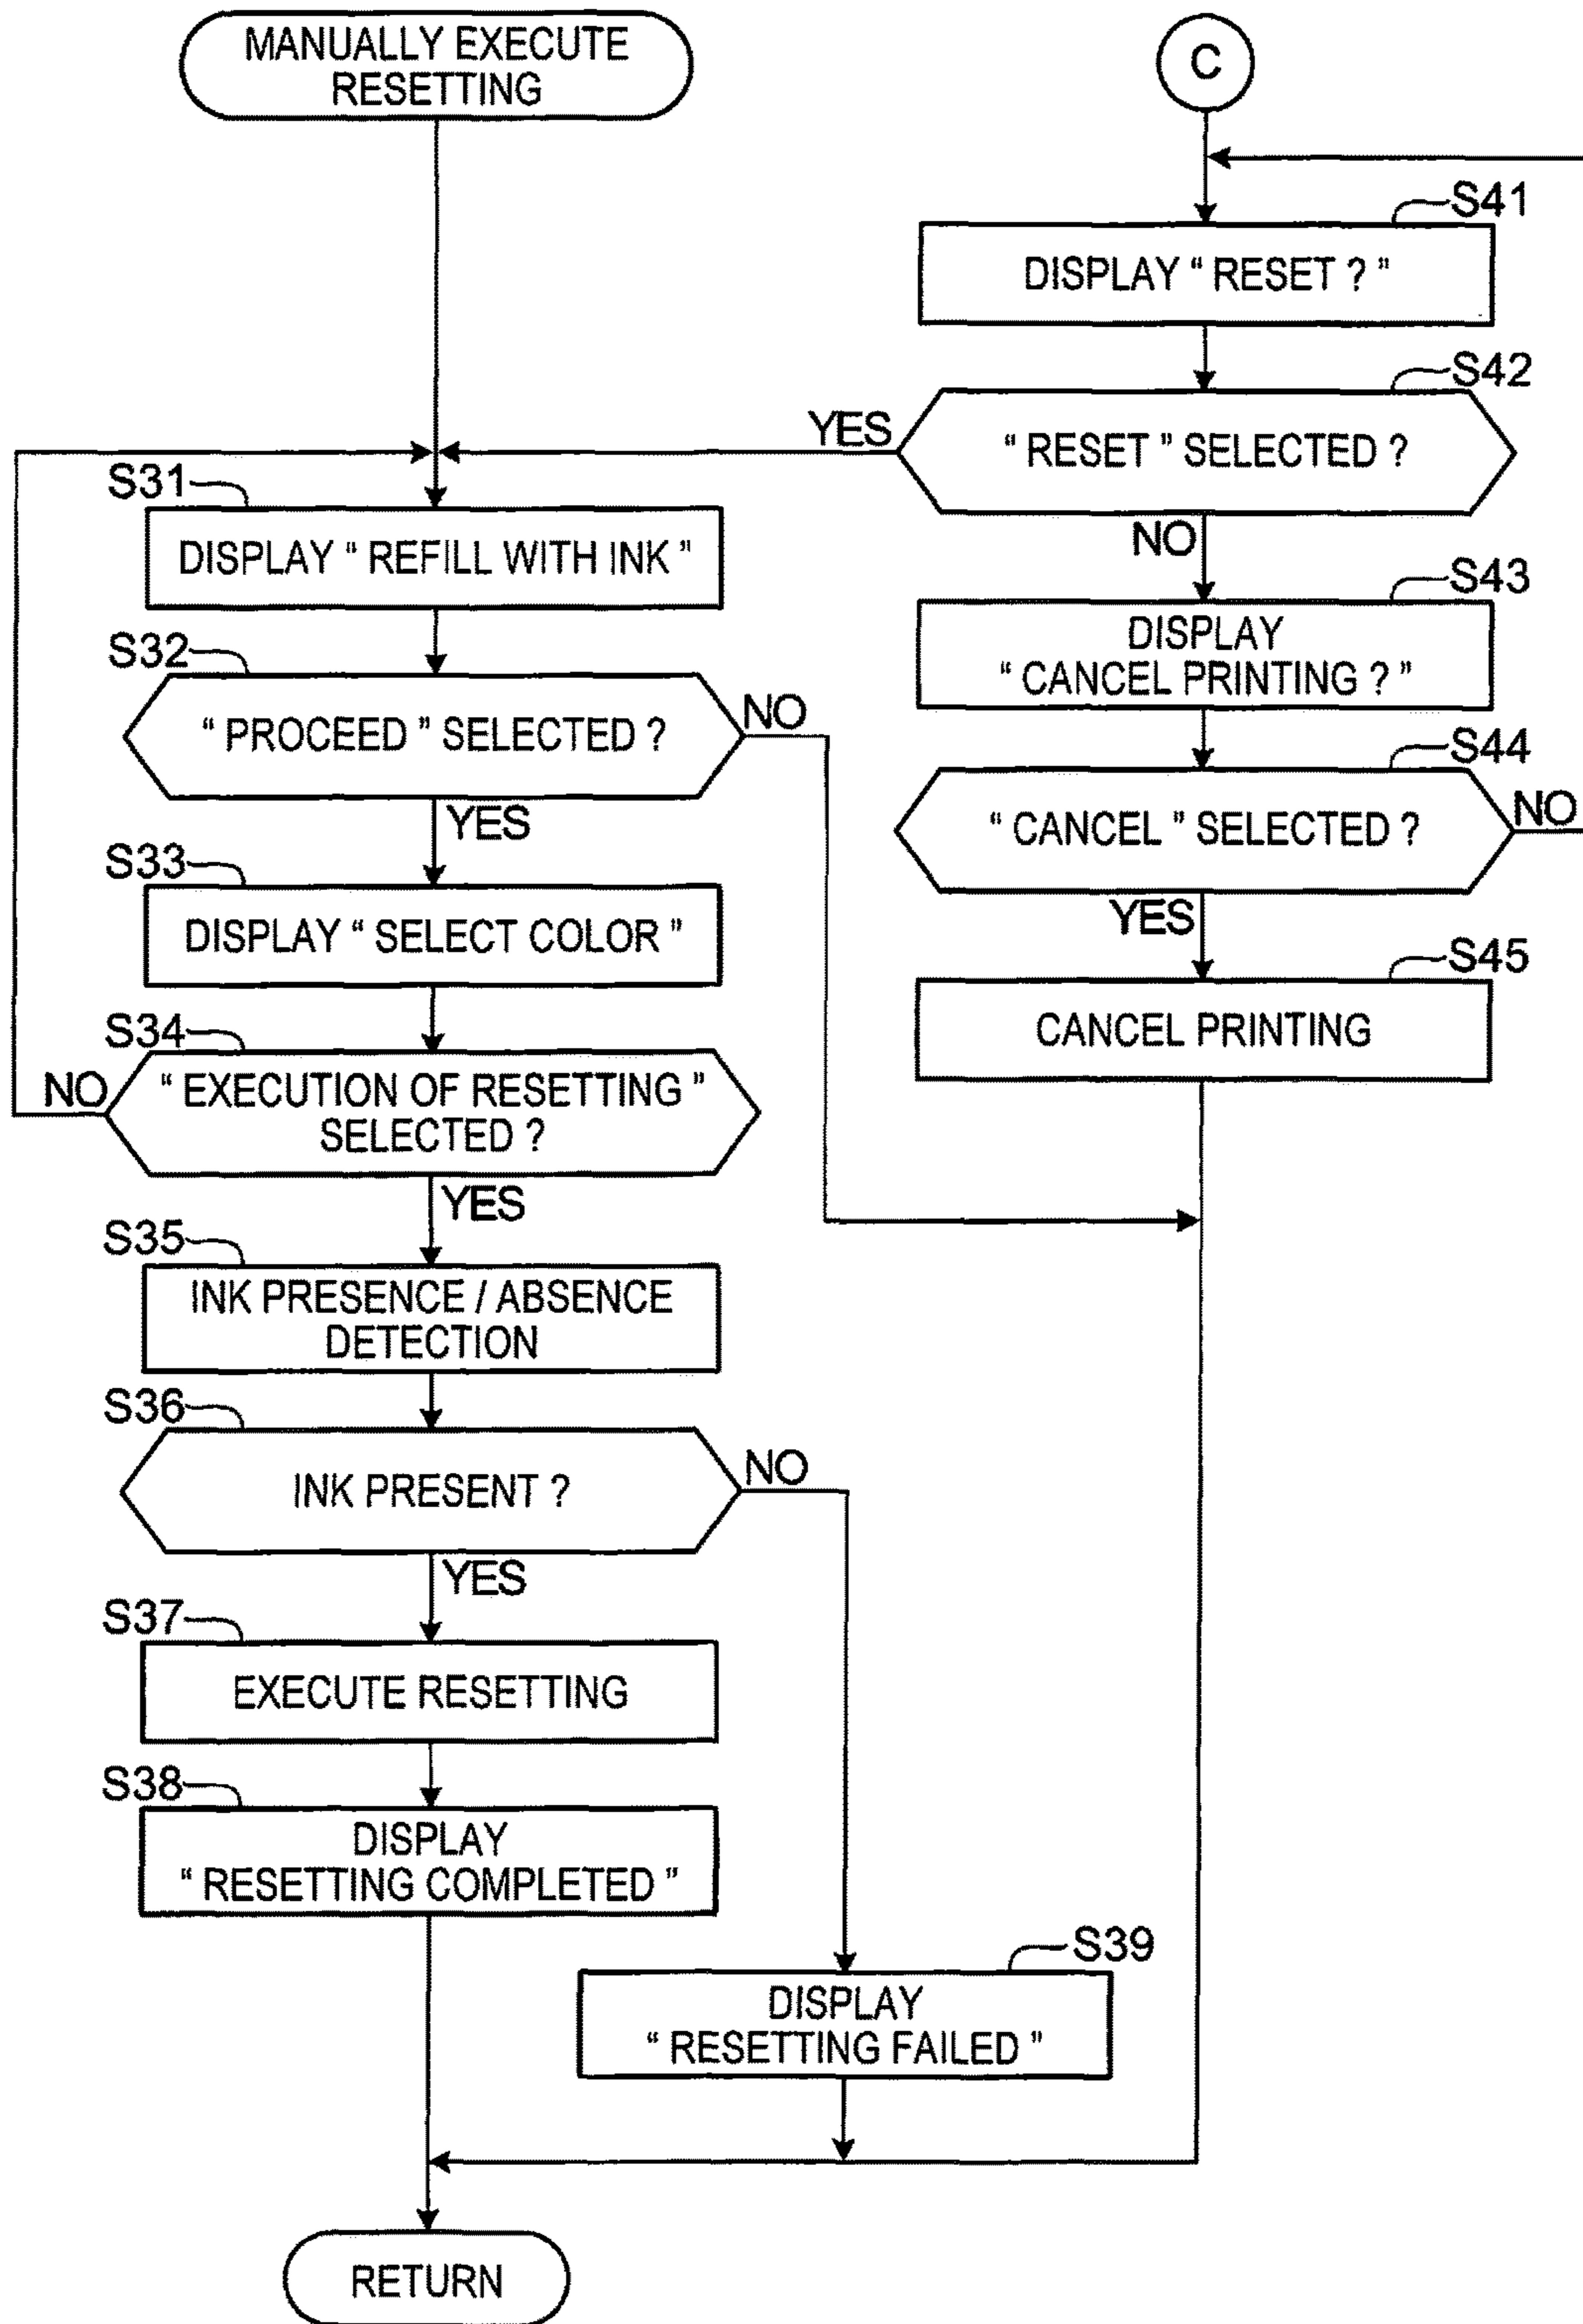 MANUALLY EXECUTE
RESETTING
S31
DISPLAY “ REFILL WITH INK ”
S32
“ PROCEED ” SELECTED ?
NO
YES
S33
DISPLAY “ SELECT COLOR ”
S34
“ EXECUTION OF RESETTING ”
SELECTED ?
NO
YES
S35
INK PRESENCE / ABSENCE
DETECTION
S36
INK PRESENT ?
NO
YES
S37
EXECUTE RESETTING
S38
DISPLAY
“ RESETTING COMPLETED ”
S39
DISPLAY
“ RESETTING FAILED ”
RETURN
C
S41
DISPLAY “ RESET ? ”
S42
“ RESET ” SELECTED ?
YES
NO
S43
DISPLAY
“ CANCEL PRINTING ? ”
S44
“ CANCEL ” SELECTED ?
NO
YES
S45
CANCEL PRINTING